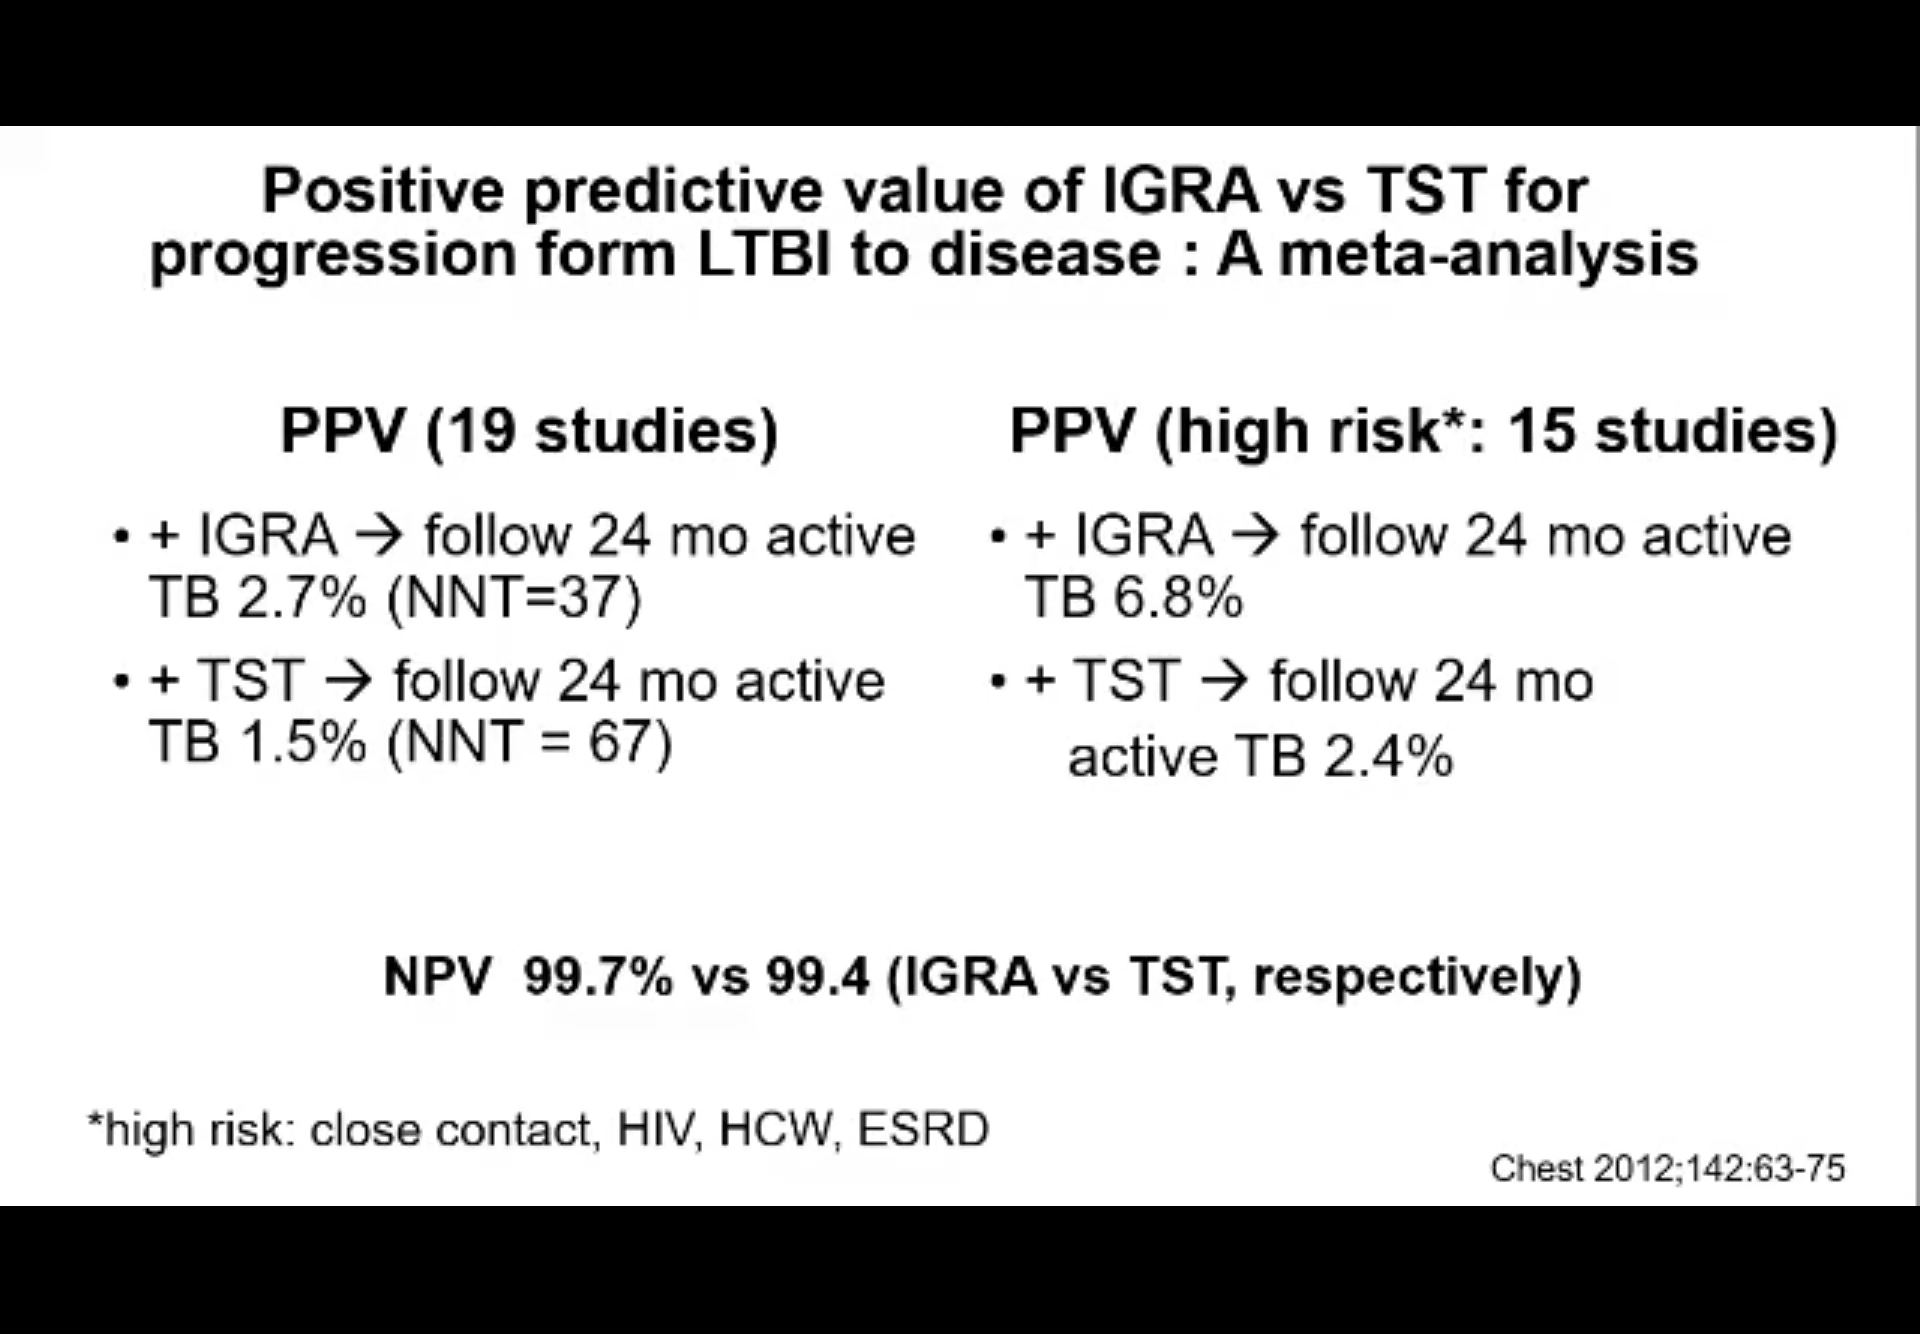 Positive predictive value of IGRA vs TST for
progression form LTBI to disease : A meta-analysis
PPV (19 studies)
• + IGRA → follow 24 mo active
TB 2.7% (NNT=37)
• + TST → follow 24 mo active
TB 1.5% (NNT = 67)
PPV (high risk*: 15 studies)
• + IGRA → follow 24 mo active
TB 6.8%
• + TST → follow 24 mo
active TB 2.4%
NPV 99.7% vs 99.4 (IGRA vs TST, respectively)
*high risk: close contact, HIV, HCW, ESRD
Chest 2012;142:63-75